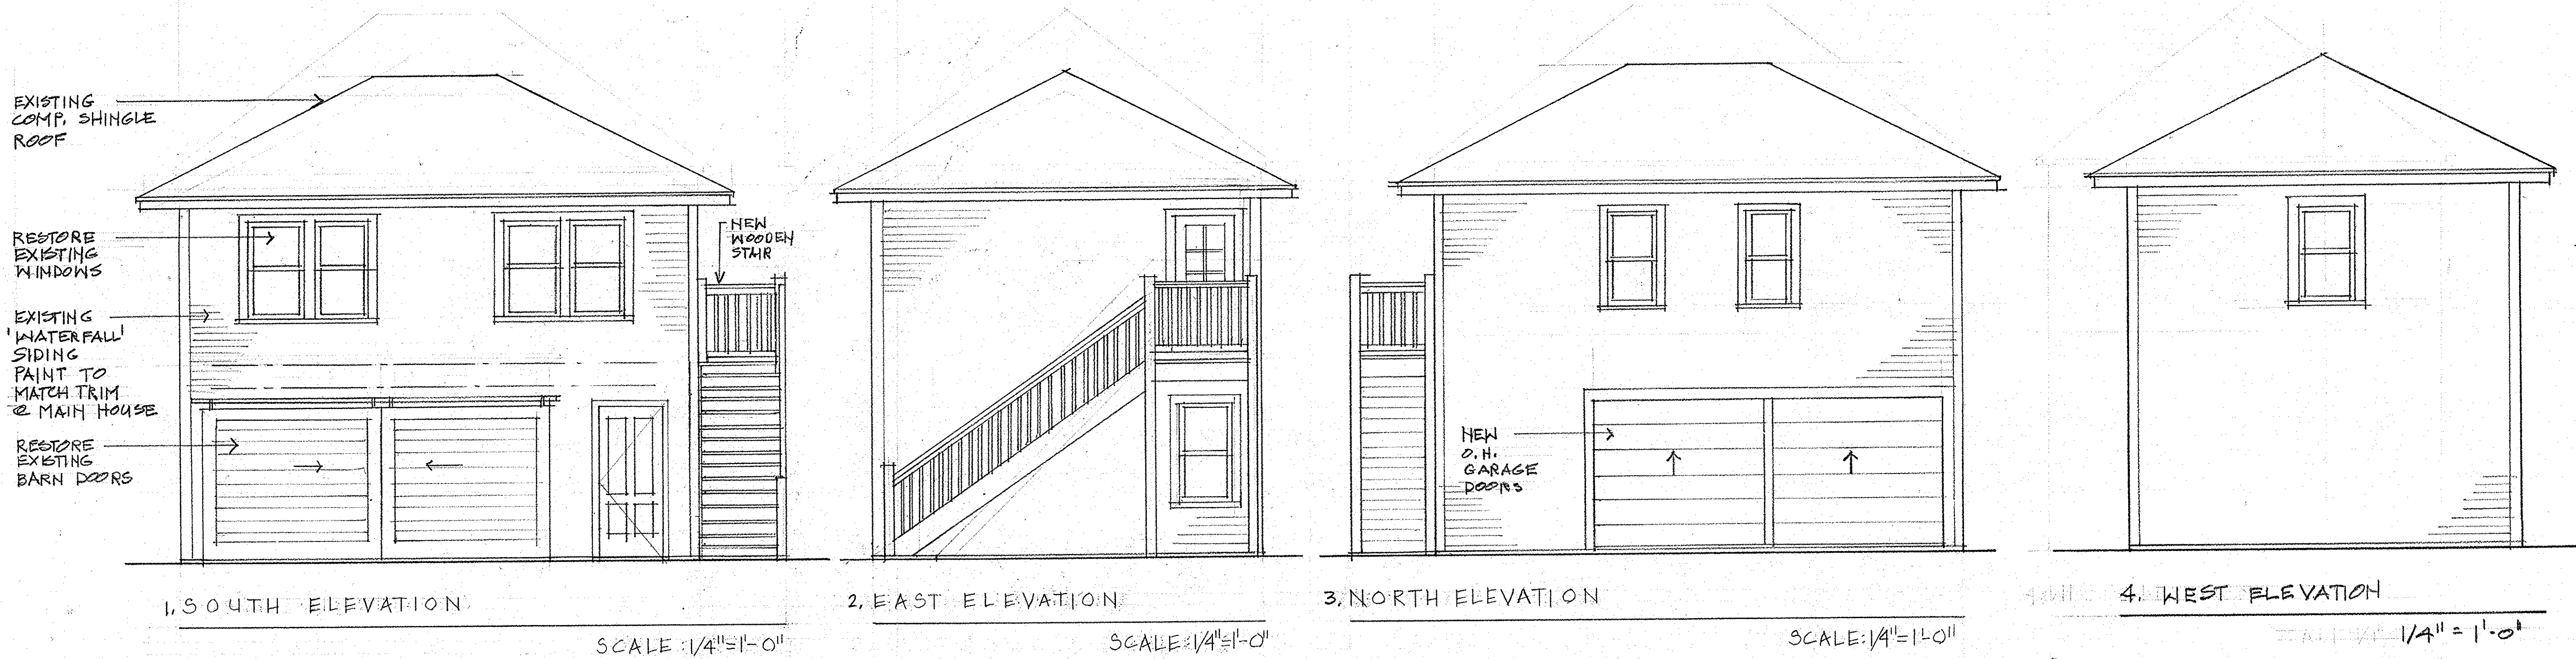 EXISTING
COMP. SHINGLE
ROOF
RESTORE
EXISTING
WINDOWS
EXISTING
'WATERFALL'
SIDING
PAINT TO
MATCH TRIM
@ MAIN HOUSE
RESTORE
EXISTING
BARN DOORS
NEW
WOODEN
STAIR
1. SOUTH ELEVATION
SCALE: 1/4"=1'-0"
2. EAST ELEVATION
SCALE: 1/4"=1'-0"
NEW
O.H.
GARAGE
DOORS
3. NORTH ELEVATION
SCALE: 1/4"=1'-0"
4. WEST ELEVATION
1/4" = 1'-0"